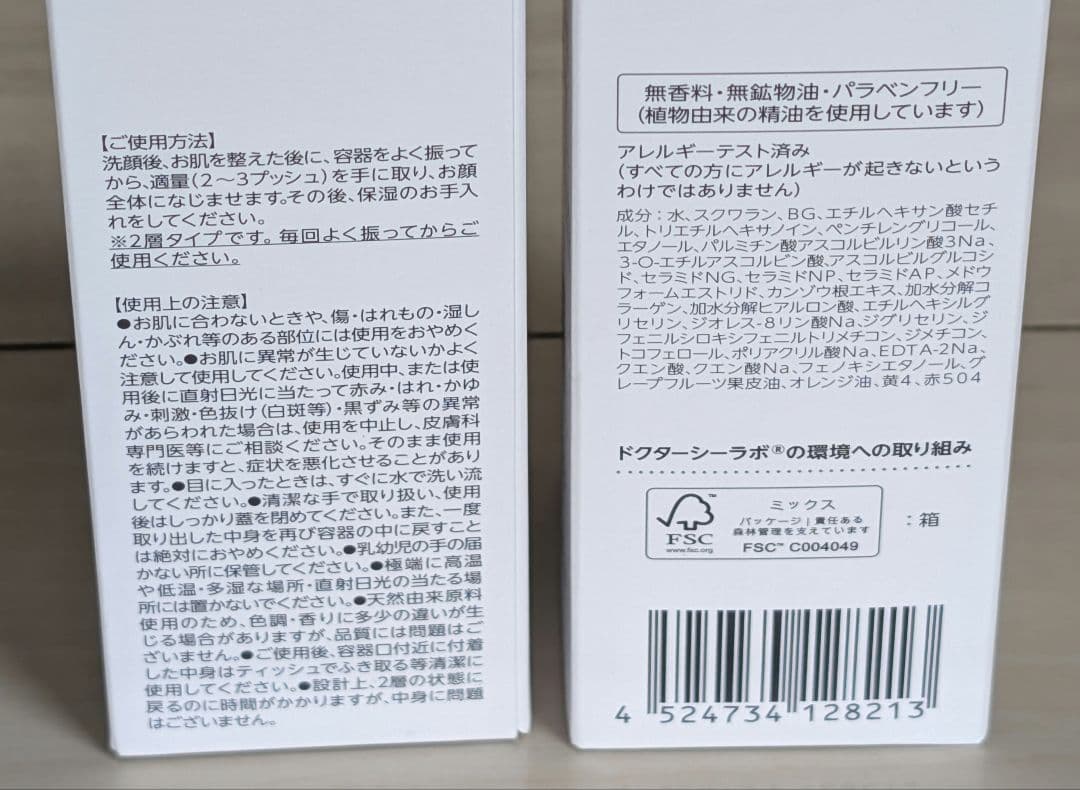 【ご使用方法】
洗顔後、お肌を整えた後に、容器をよく振って
から、適量(2〜3プッシュ)を手に取り、お顔
全体になじませます。その後、保湿のお手入
れをしてください。
※2層タイプです。毎回よく振ってからご
使用ください。
【使用上の注意】
●お肌に合わないときや、傷・はれもの・湿し
ん・かぶれ等のある部位には使用をおやめく
ださい。●お肌に異常が生じていないかよく
注意して使用してください。使用中、または使
用後に直射日光に当たって赤み・はれ・かゆ
み・刺激・色抜け(白斑等)・黒ずみ等の異常
があらわれた場合は、使用を中止し、皮膚科
専門医等にご相談ください。そのまま使用
を続けますと、症状を悪化させることがあり
ます。●目に入ったときは、すぐに水で洗い流
してください。●清潔な手で取り扱い、使用
後はしっかり蓋を閉めてください。また、一度
取り出した中身を再び容器の中に戻すこと
は絶対におやめください。●乳幼児の手の届
かない所に保管してください。●極端に高温
や低温・多湿な場所・直射日光の当たる場
所には置かないでください。●天然由来原料
使用のため、色調・香りに多少の違いが生
じる場合がありますが、品質には問題はご
ざいません。●ご使用後、容器口付近に付着
した中身はティッシュでふき取る等清潔に
使用してください。●設計上、2層の状態に
戻るのに時間がかかりますが、中身に問題
はございません。
無香料・無鉱物油・パラベンフリー
(植物由来の精油を使用しています)
アレルギーテスト済み
(すべての方にアレルギーが起きないという
わけではありません)
成分:水、スクワラン、BG、エチルヘキサン酸セチ
ル、トリエチルヘキサノイン、ペンチレングリコール、
エタノール、パルミチン酸アスコルビルリン酸3Na、
3-O-エチルアスコルビン酸、アスコルビルグルコシ
ド、セラミドNG、セラミドNP、セラミドAP、メドウ
フォームエストリド、カンゾウ根エキス、加水分解コ
ラーゲン、加水分解ヒアルロン酸、エチルヘキシルグ
リセリン、ジオレス-8リン酸Na、ジグリセリン、ジ
フェニルシロキシフェニルトリメチコン、ジメチコン、
トコフェロール、ポリアクリル酸Na、EDTA-2Na、
クエン酸、クエン酸Na、フェノキシエタノール、グ
レープフルーツ果皮油、オレンジ油、黄4、赤504
ドクターシーラボ®の環境への取り組み
FSC
www.fsc.org
ミックス
パッケージ|責任ある
森林管理を支えています
FSC™ C004049
:箱
4 524734 128213